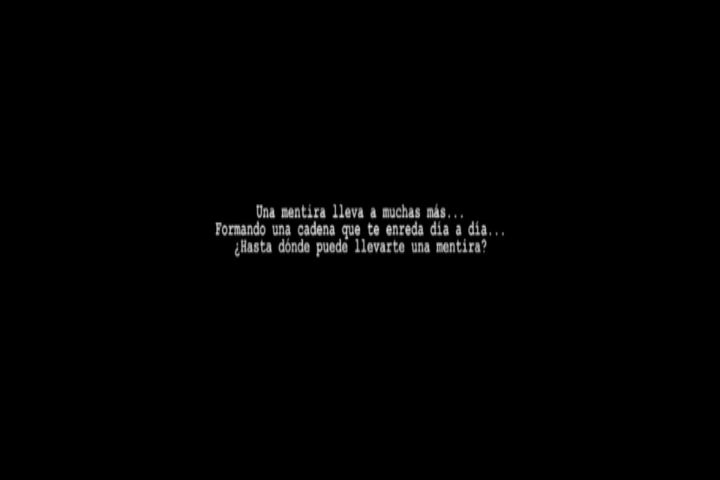 Una mentira lleva a muchas más...
Formando una cadena que te enreda día a día...
¿Hasta dónde puede llevarte una mentira?